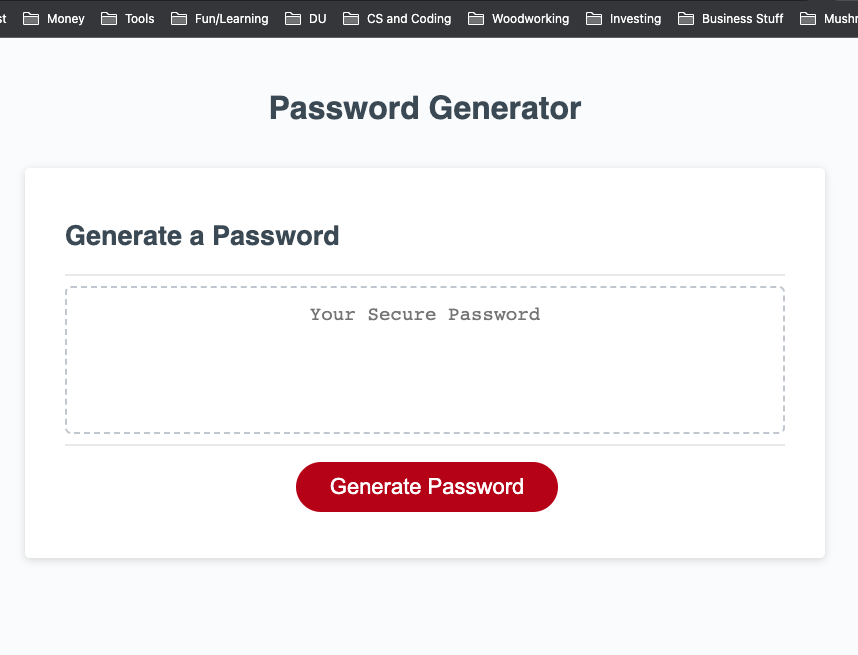 st Money Tools Fun/Learning DU CS and Coding Woodworking Investing Business Stuff Mushr
Password Generator
Generate a Password
Your Secure Password
Generate Password